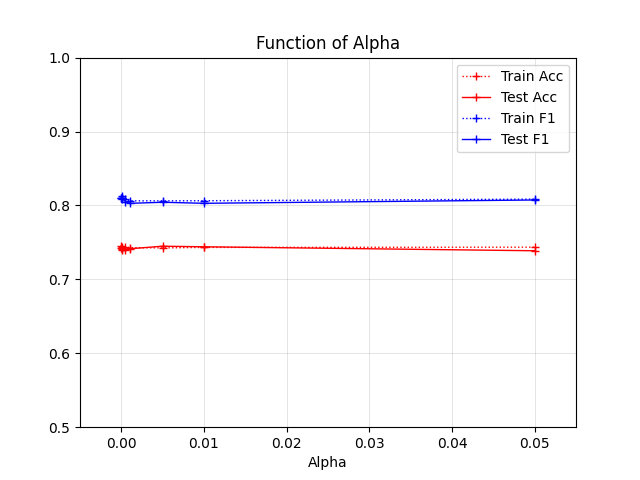 Function of Alpha
1.0
0.9
0.8
0.7
0.6
0.5
Train Acc
Test Acc
Train F1
Test F1
0.00 0.01 0.02 0.03 0.04 0.05
Alpha